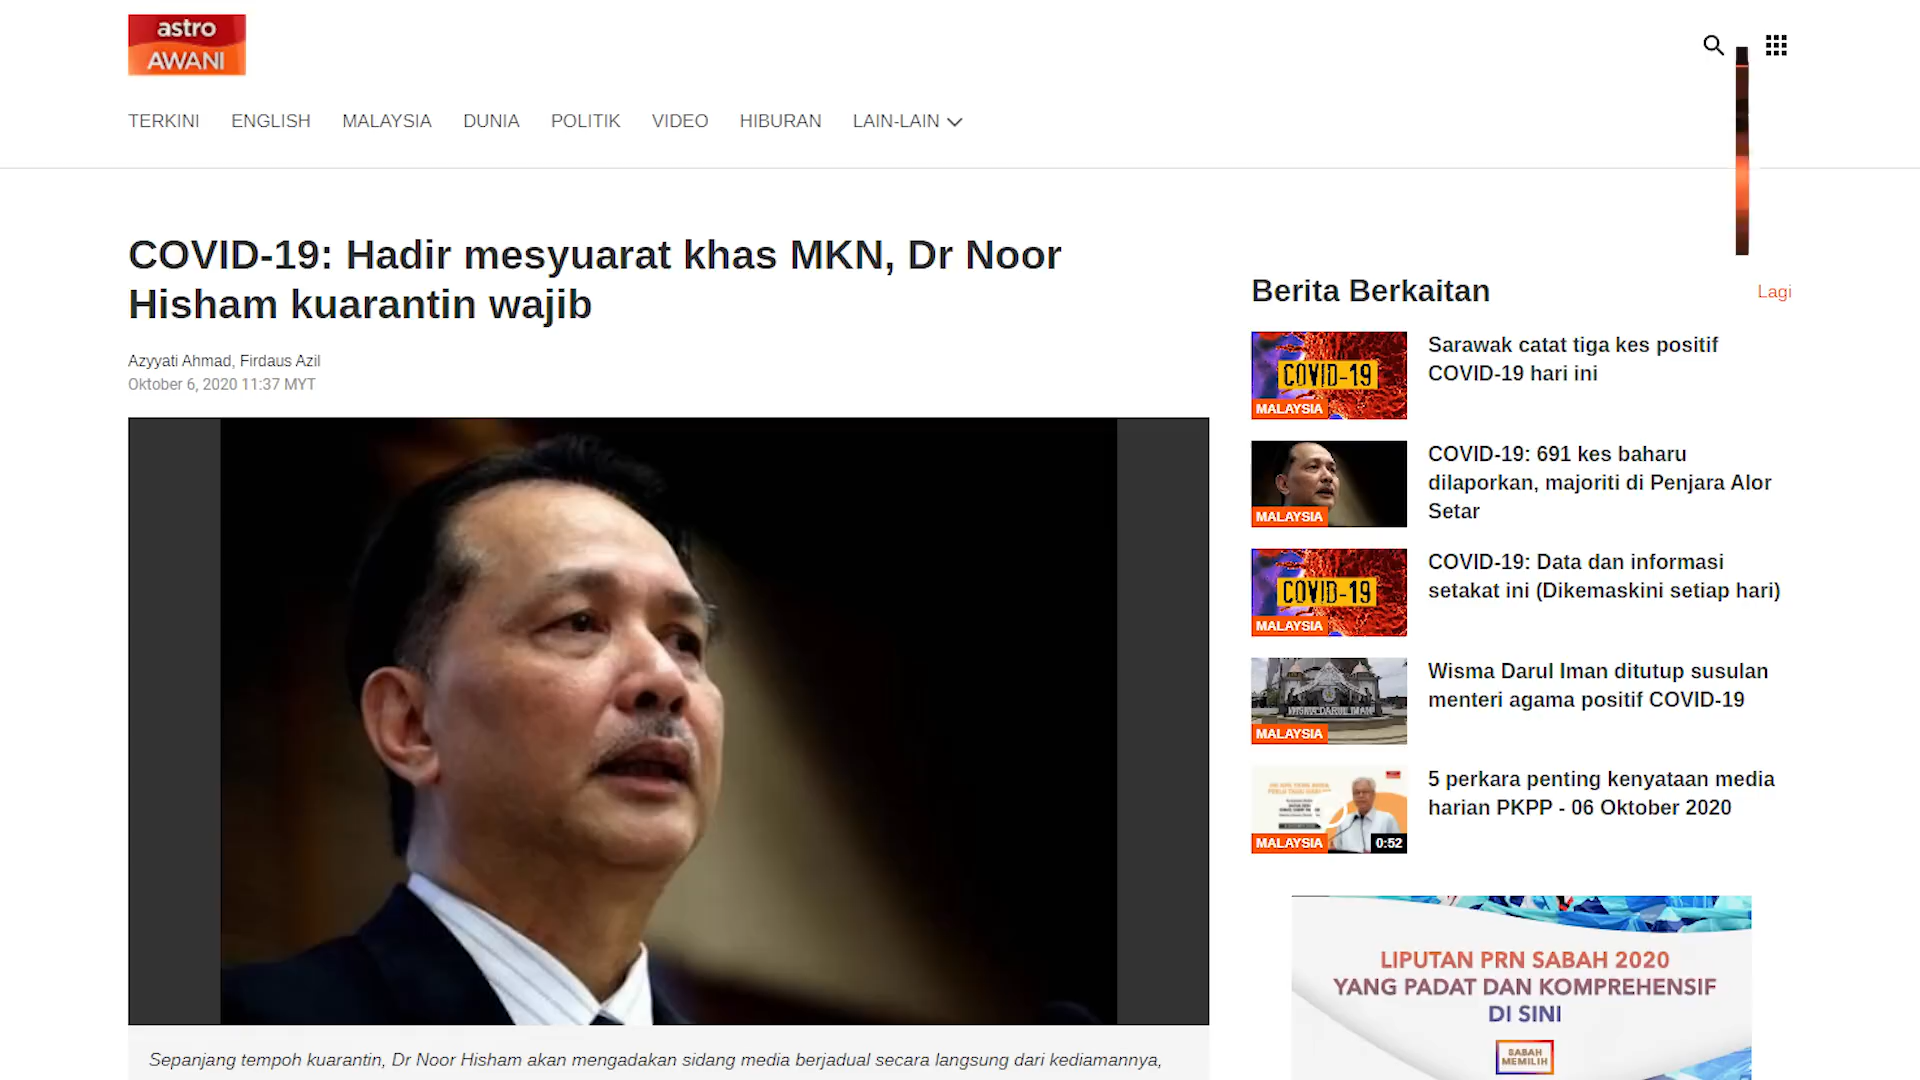 astro
AWANI
TERKINI ENGLISH MALAYSIA DUNIA POLITIK VIDEO HIBURAN LAIN-LAIN
COVID-19: Hadir mesyuarat khas MKN, Dr Noor
Hisham kuarantin wajib
Azyyati Ahmad, Firdaus Azil
Oktober 6, 2020 11:37 MYT
Sepanjang tempoh kuarantin, Dr Noor Hisham akan mengadakan sidang media berjadual secara langsung dari kediamannya,
Berita Berkaitan
Lagi
COVID-19
MALAYSIA
Sarawak catat tiga kes positif
COVID-19 hari ini
MALAYSIA
COVID-19: 691 kes baharu
dilaporkan, majoriti di Penjara Alor
Setar
COVID-19
MALAYSIA
COVID-19: Data dan informasi
setakat ini (Dikemaskini setiap hari)
WISMA DARUL IMAN
MALAYSIA
Wisma Darul Iman ditutup susulan
menteri agama positif COVID-19
MALAYSIA
0:52
5 perkara penting kenyataan media
harian PKPP - 06 Oktober 2020
LIPUTAN PRN SABAH 2020
YANG PADAT DAN KOMPREHENSIF
DI SINI
SABAH
MEMILIH